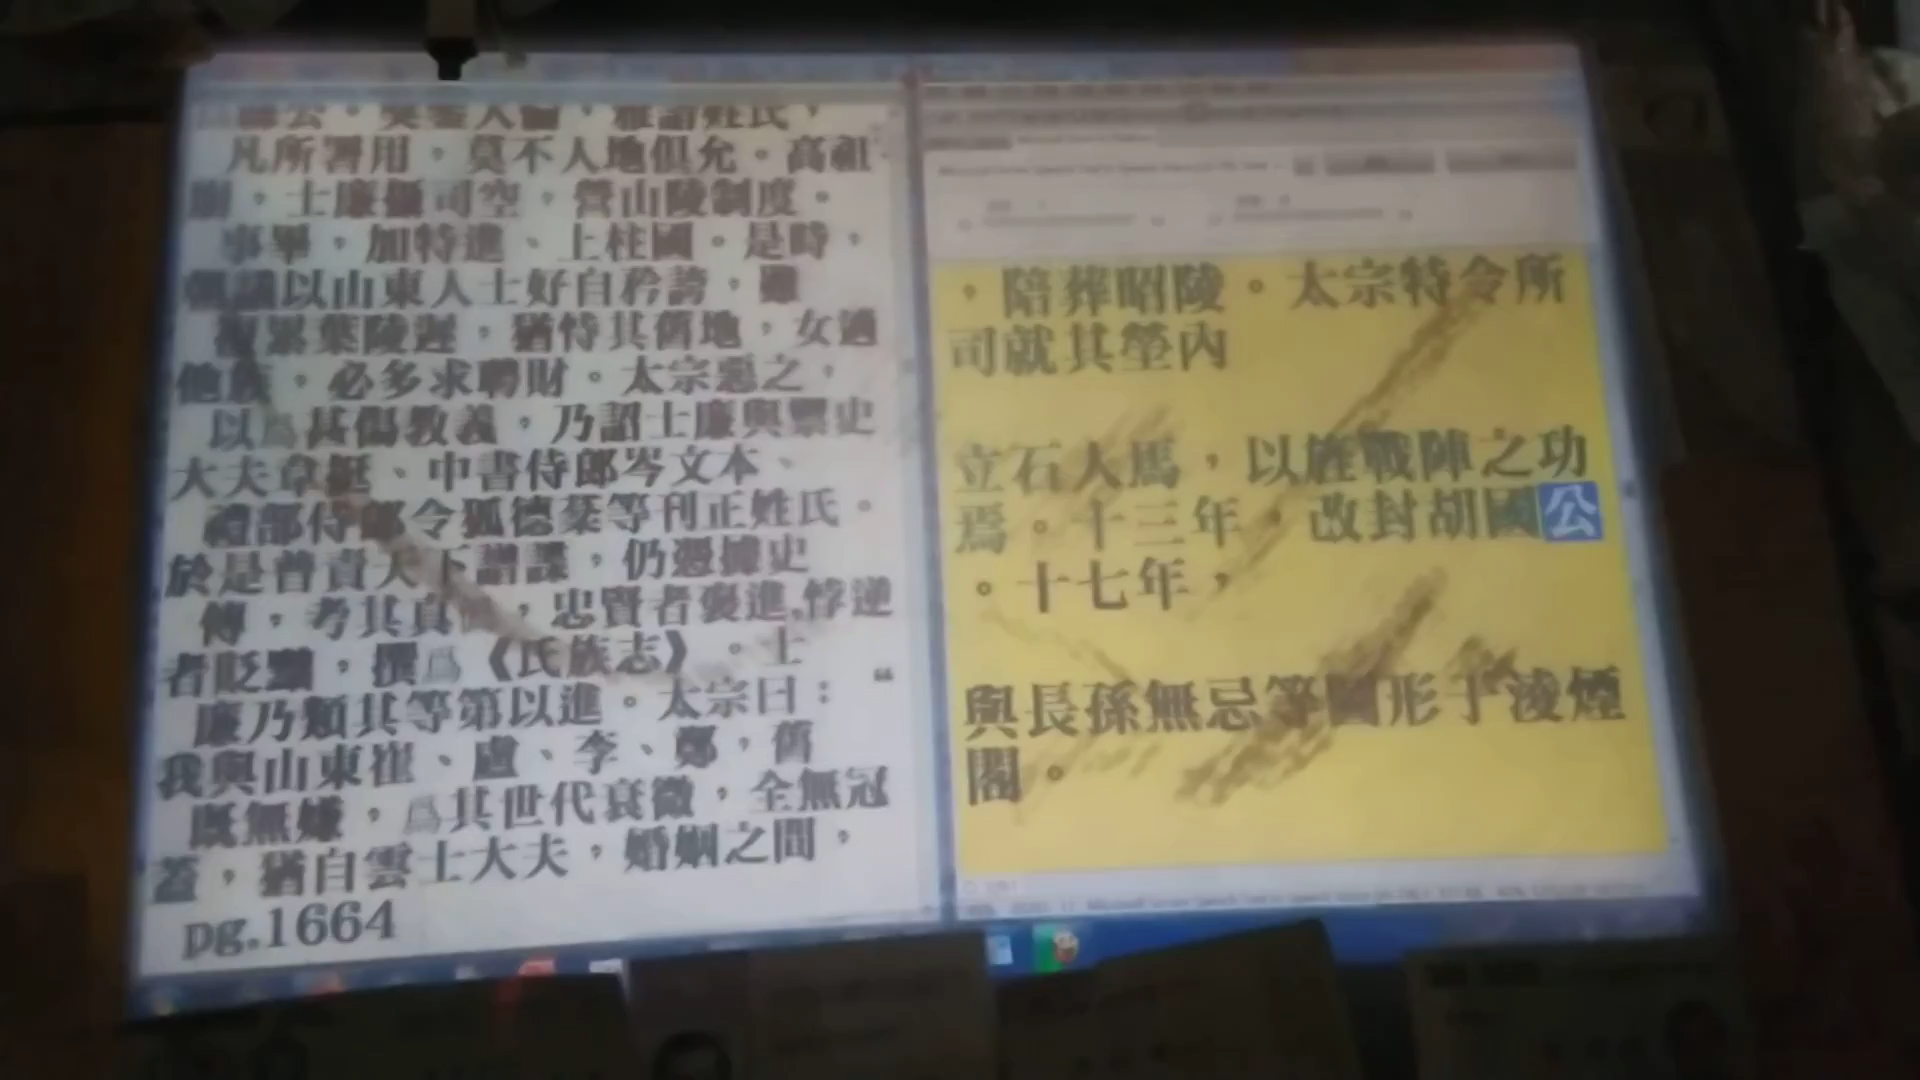 凡所署用，莫不人地俱允。高祖
崩，士廉攝司空，營山陵制度。
事畢，加特進、上柱國。是時，
朝議以山東人士好自矜誇，雖
復累葉陵遲，猶恃其舊地，女適
他族，必多求聘財。太宗惡之，
以爲甚傷教義，乃詔士廉與禦史
大夫韋挺、中書侍郎岑文本、
禮部侍郎令狐德棻等刊正姓氏。
於是普責天下譜諜，仍憑據史
傳，考其真，忠賢者褒進,悖逆
者貶黜，撰爲《氏族志》。士
廉乃類其等第以進。太宗曰：“
我與山東崔、盧、李、鄭，舊
既無嫌，爲其世代衰微，全無冠
蓋，猶自雲士大夫，婚姻之間，
pg.1664
，陪葬昭陵。太宗特令所
司就其塋內
立石人馬，以旌戰陣之功
焉。十三年，改封胡國公
。十七年，
與長孫無忌等圖形于淩煙
閣。